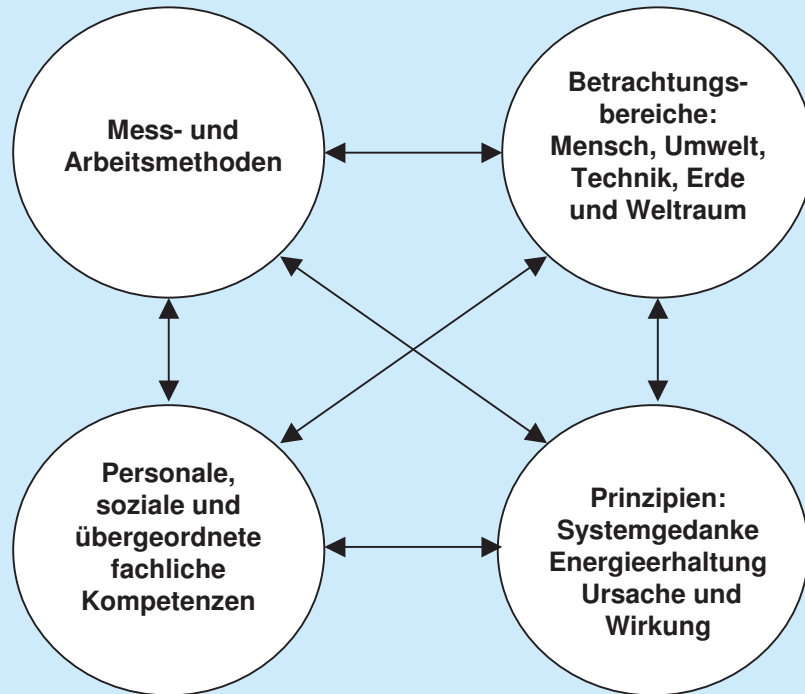 Mess- und
Arbeitsmethoden
Betrachtungs-
bereiche:
Mensch, Umwelt,
Technik, Erde
und Weltraum
Personale,
soziale und
übergeordnete
fachliche
Kompetenzen
Prinzipien:
Systemgedanke
Energieerhaltung
Ursache und
Wirkung